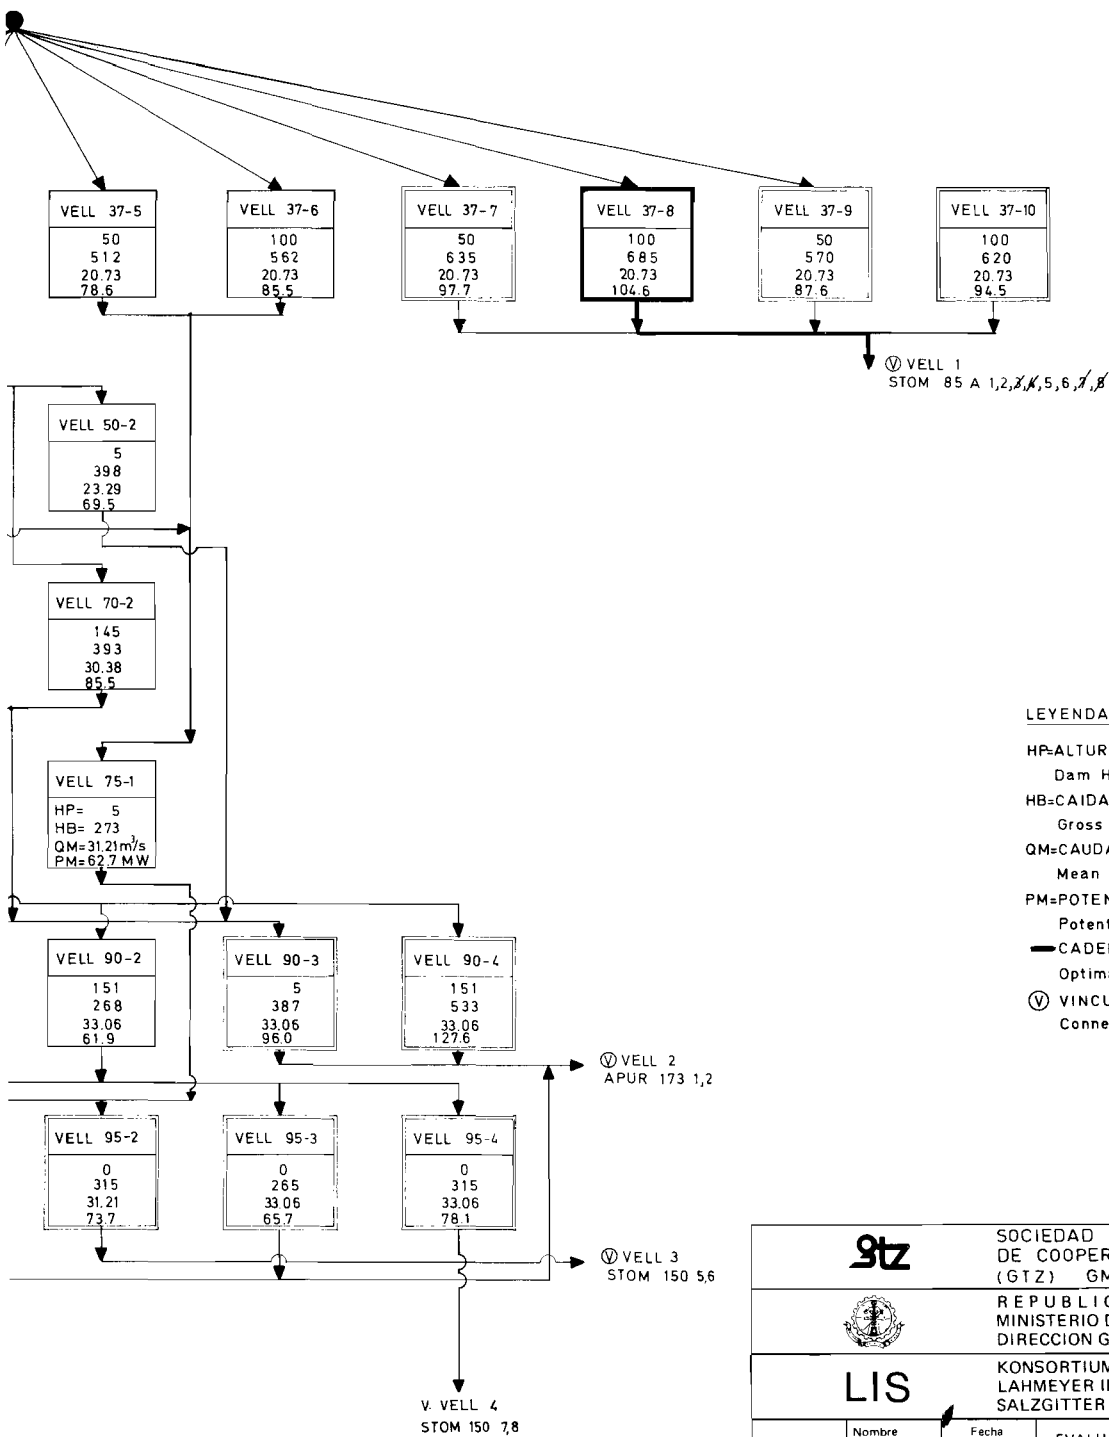 VELL 37-5
50
512
20.73
78.6
VELL 37-6
100
562
20.73
85.5
VELL 37-7
50
635
20.73
97.7
VELL 37-8
100
685
20.73
104.6
VELL 37-9
50
570
20.73
87.6
VELL 37-10
100
620
20.73
94.5
Ⓥ VELL 1
STOM 85 A 1,2,3,4,5,6,7,8
VELL 50-2
5
398
23.29
69.5
VELL 70-2
145
393
30.38
85.5
VELL 75-1
HP= 5
HB= 273
QM=31.21m³/s
PM=62.7 MW
LEYENDA
HP=ALTUR
Dam H
HB=CAIDA
Gross
QM=CAUDA
Mean
PM=POTEN
Potent
CADE
Optima
Ⓥ VINCU
Conne
VELL 90-2
151
268
33.06
61.9
VELL 90-3
5
387
33.06
96.0
VELL 90-4
151
533
33.06
127.6
Ⓥ VELL 2
APUR 173 1,2
VELL 95-2
0
315
31.21
73.7
VELL 95-3
0
265
33.06
65.7
VELL 95-4
0
315
33.06
78.1
Ⓥ VELL 3
STOM 150 5,6
V. VELL 4
STOM 150 7,8
gtz
SOCIEDAD
DE COOPER
(GTZ) GM
REPUBLIC
MINISTERIO D
DIRECCION G
LIS
KONSORTIUM
LAHMEYER I
SALZGITTER
Nombre
Fecha
EVALU